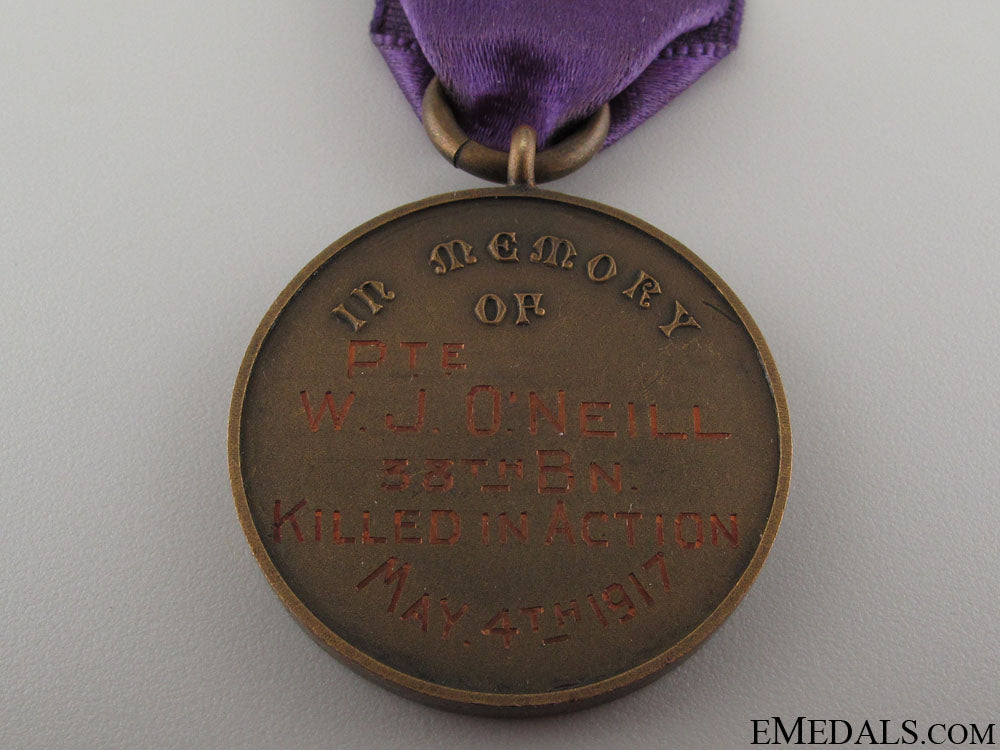 IN MEMORY
OF
PTE
W. J. O'NEILL
38TH BN.
KILLED IN ACTION
MAY. 4TH 1917
EMEDALS.COM